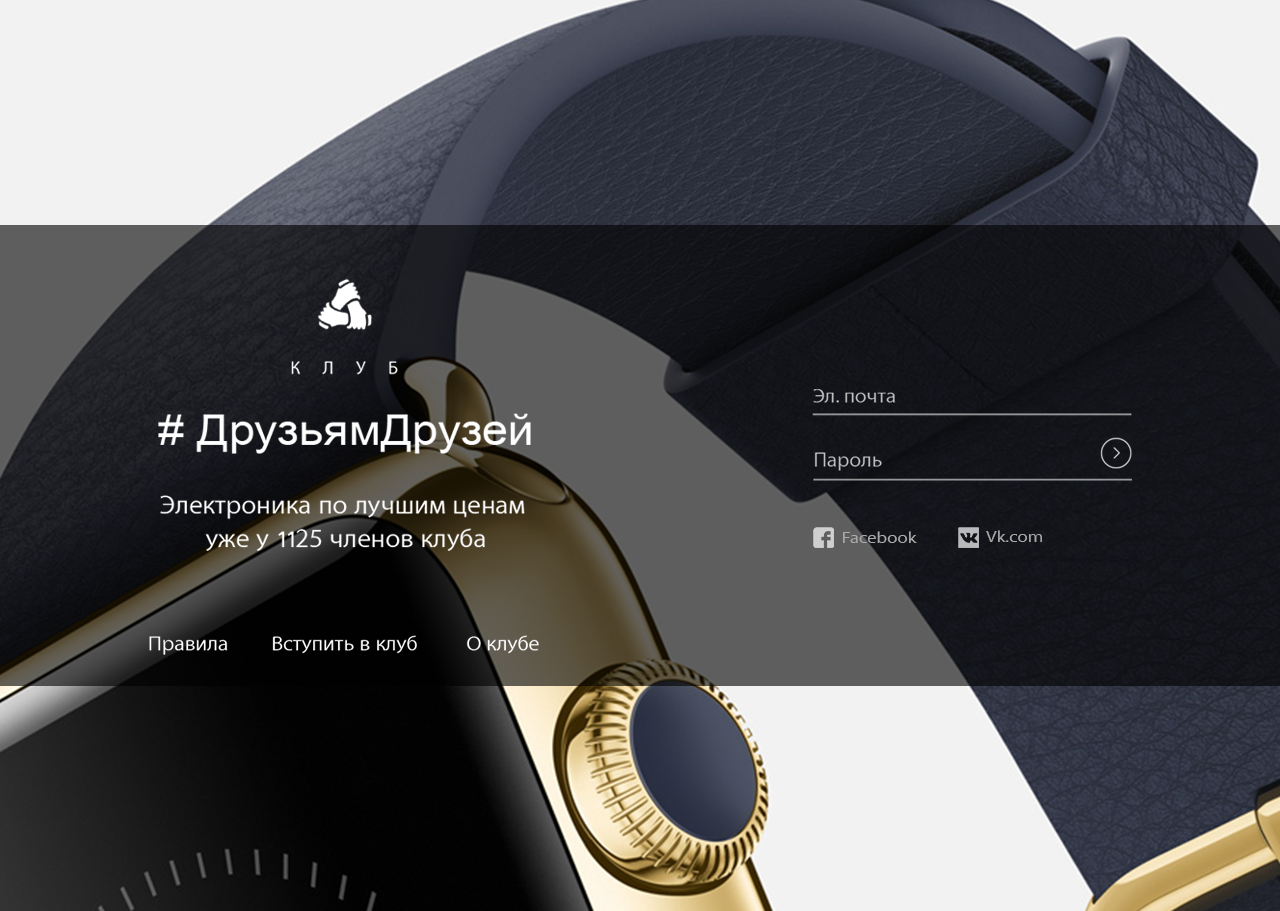 КЛУБ
# ДрузьямДрузей
Электроника по лучшим ценам
уже у 1125 членов клуба
Правила Вступить в клуб О клубе
Эл. почта
Пароль
Facebook Vk.com